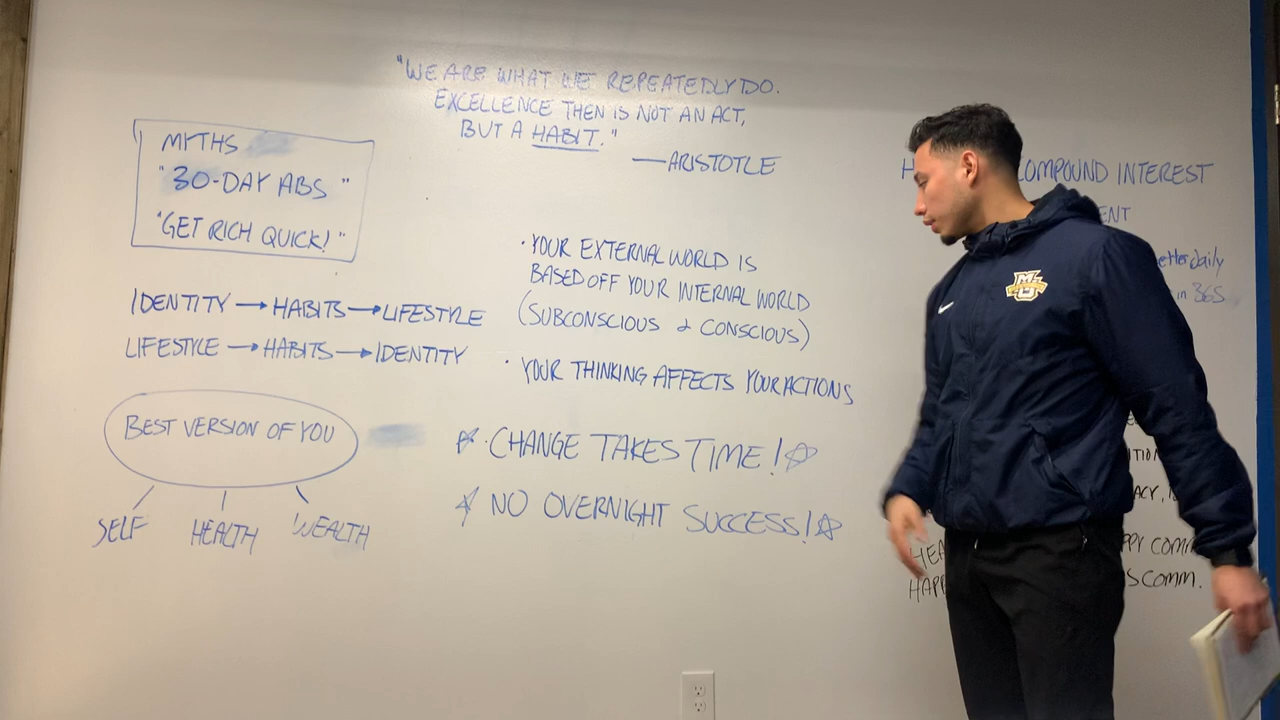 "WE ARE WHAT WE REPEATEDLY DO.
EXCELLENCE THEN IS NOT AN ACT,
BUT A HABIT."
—ARISTOTLE
MYTHS
"30-DAY ABS"
"GET RICH QUICK!"
IDENTITY → HABITS → LIFESTYLE
LIFESTYLE → HABITS → IDENTITY
BEST VERSION OF YOU
SELF HEALTH WEALTH
· YOUR EXTERNAL WORLD IS
BASED OFF YOUR INTERNAL WORLD
(SUBCONSCIOUS & CONSCIOUS)
· YOUR THINKING AFFECTS YOUR ACTIONS
☆ · CHANGE TAKES TIME! ☆
☆ NO OVERNIGHT SUCCESS! ☆
COMPOUND INTEREST
daily
in 365
COMM.